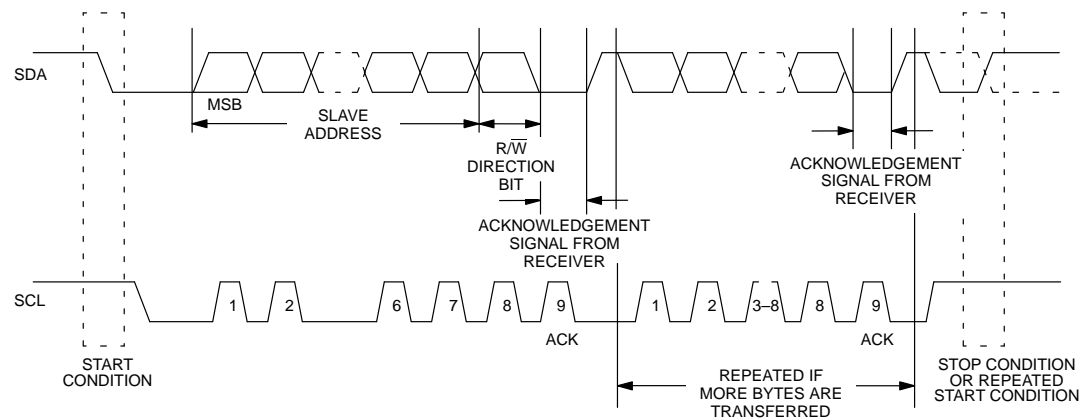 SDA
MSB
SLAVE
ADDRESS
R/W̅
DIRECTION
BIT
ACKNOWLEDGEMENT
SIGNAL FROM
RECEIVER
ACKNOWLEDGEMENT
SIGNAL FROM
RECEIVER
SCL
1 2 6 7 8 9 1 2 3–8 8 9
ACK ACK
START
CONDITION
REPEATED IF
MORE BYTES ARE
TRANSFERRED
STOP CONDITION
OR REPEATED
START CONDITION